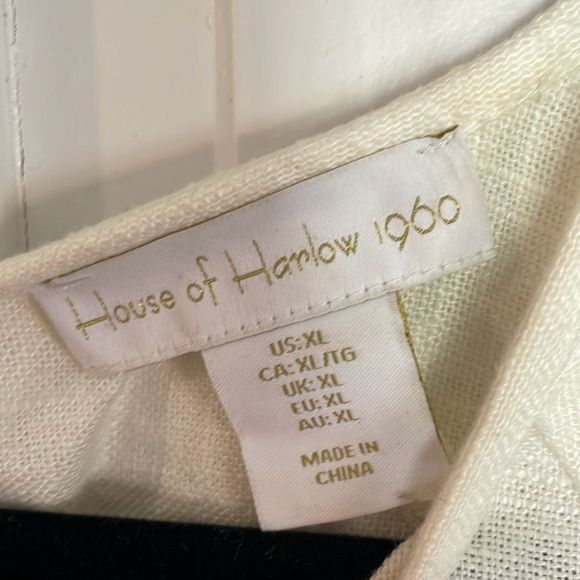 House of Harlow 1960
US: XL
CA: XL/TG
UK: XL
EU: XL
AU: XL
MADE IN
CHINA